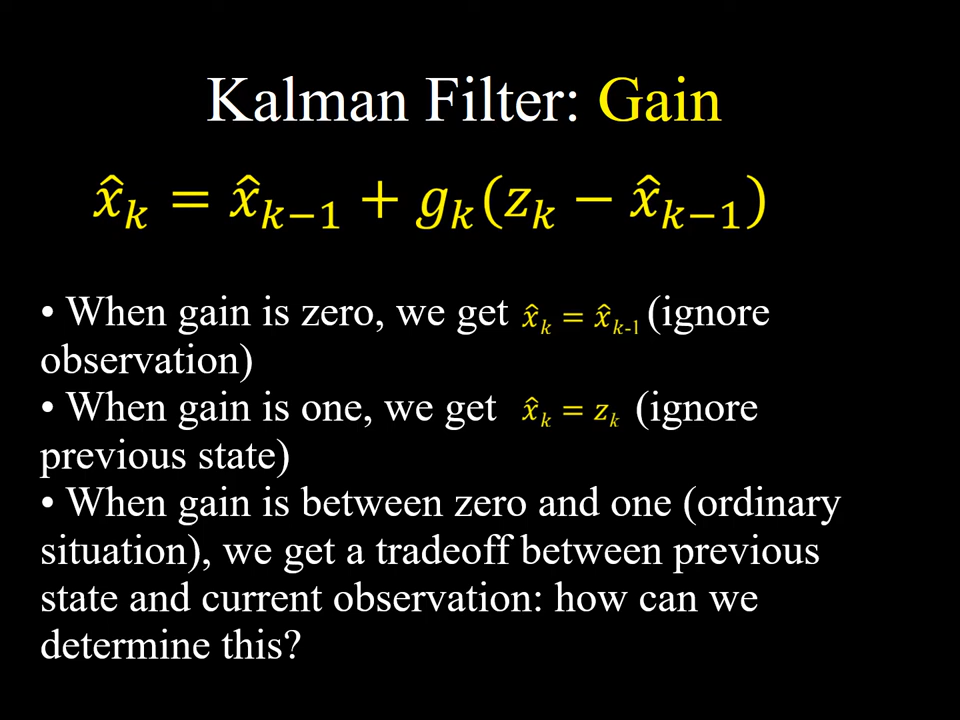 Kalman Filter: Gain
x̂ₖ = x̂ₖ₋₁ + gₖ(zₖ − x̂ₖ₋₁)
• When gain is zero, we get x̂ₖ = x̂ₖ₋₁ (ignore
observation)
• When gain is one, we get x̂ₖ = zₖ (ignore
previous state)
• When gain is between zero and one (ordinary
situation), we get a tradeoff between previous
state and current observation: how can we
determine this?